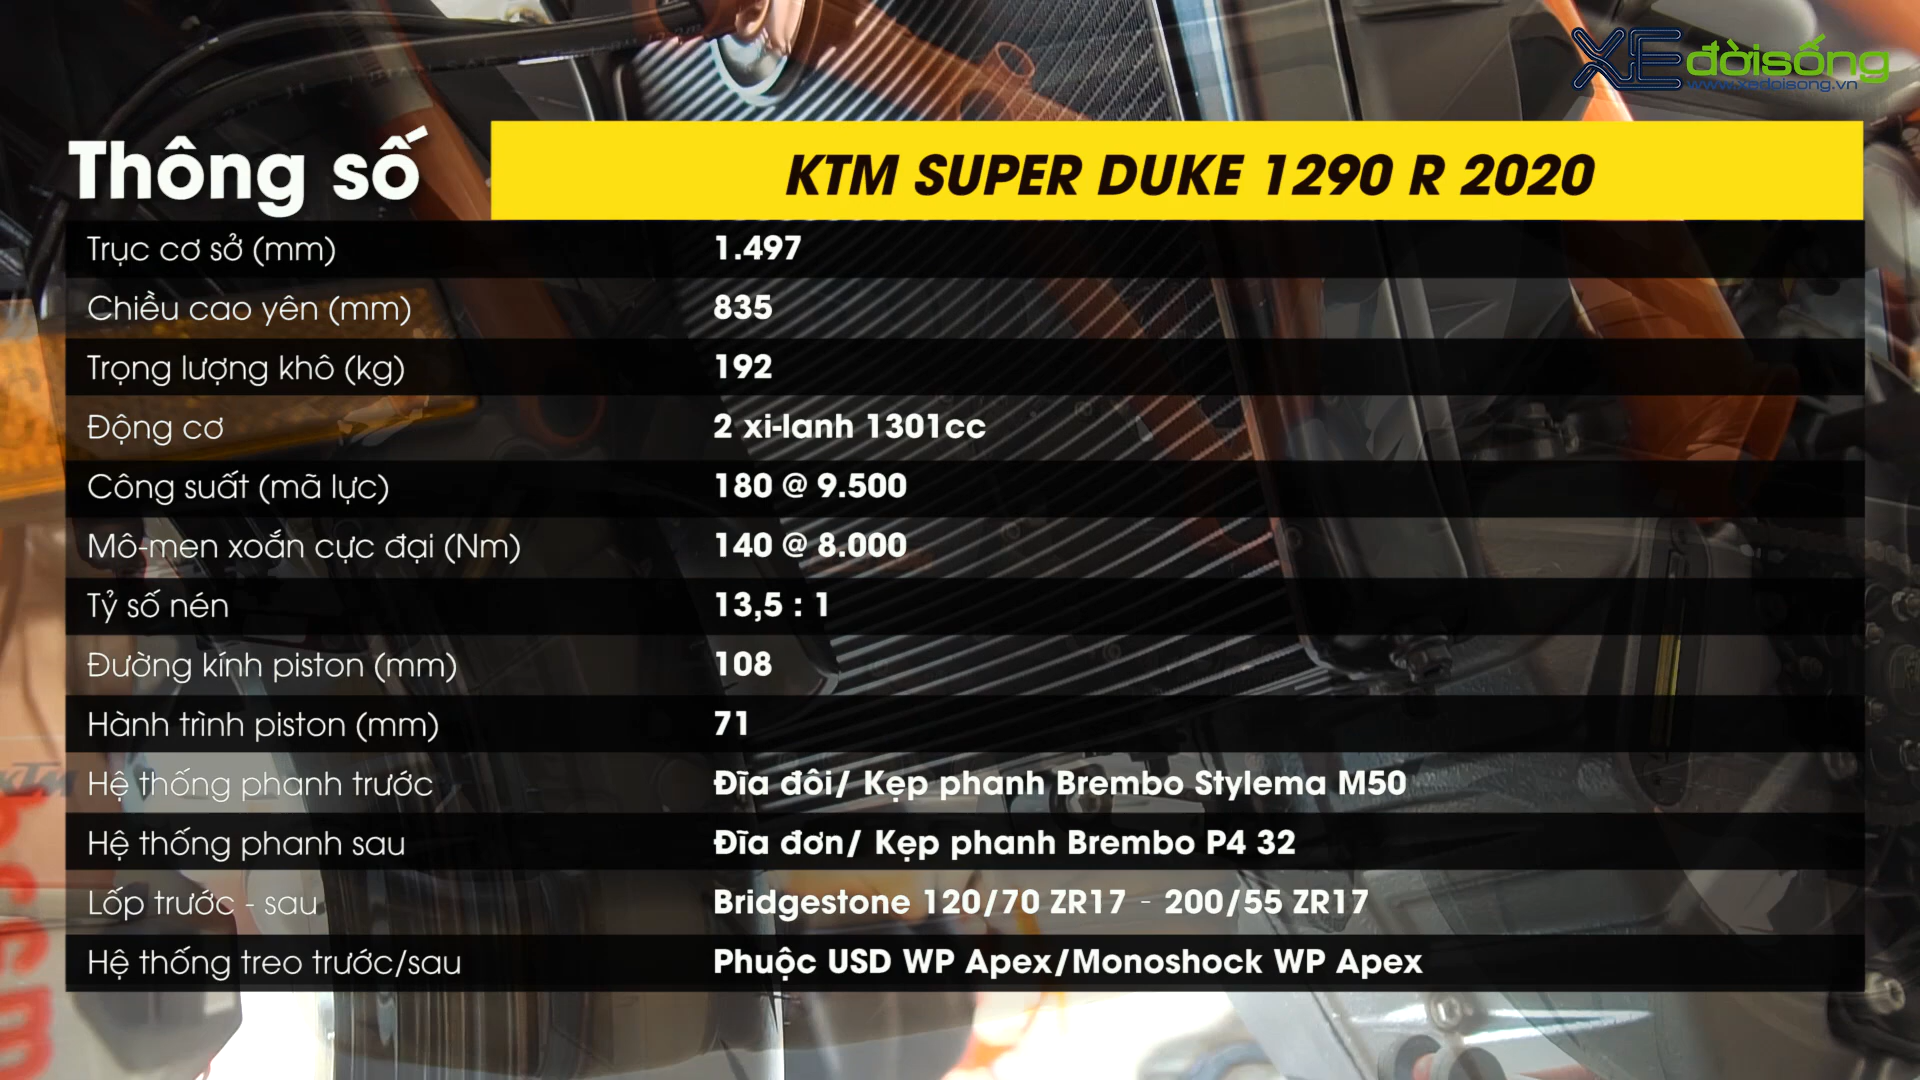 XEđờisống
www.xedoisong.vn
Thông số KTM SUPER DUKE 1290 R 2020
Trục cơ sở (mm) 1.497
Chiều cao yên (mm) 835
Trọng lượng khô (kg) 192
Động cơ 2 xi-lanh 1301cc
Công suất (mã lực) 180 @ 9.500
Mô-men xoắn cực đại (Nm) 140 @ 8.000
Tỷ số nén 13,5 : 1
Đường kính piston (mm) 108
Hành trình piston (mm) 71
Hệ thống phanh trước Đĩa đôi/ Kẹp phanh Brembo Stylema M50
Hệ thống phanh sau Đĩa đơn/ Kẹp phanh Brembo P4 32
Lốp trước - sau Bridgestone 120/70 ZR17 - 200/55 ZR17
Hệ thống treo trước/sau Phuộc USD WP Apex/Monoshock WP Apex